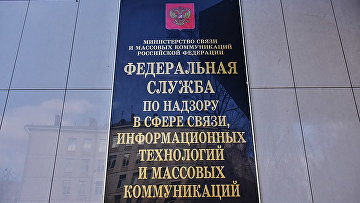 МИНИСТЕРСТВО СВЯЗИ
И МАССОВЫХ КОММУНИКАЦИЙ
РОССИЙСКОЙ ФЕДЕРАЦИИ
ФЕДЕРАЛЬНАЯ
СЛУЖБА
ПО НАДЗОРУ
В СФЕРЕ СВЯЗИ,
ИНФОРМАЦИОННЫХ
ТЕХНОЛОГИЙ
И МАССОВЫХ
КОММУНИКАЦИЙ